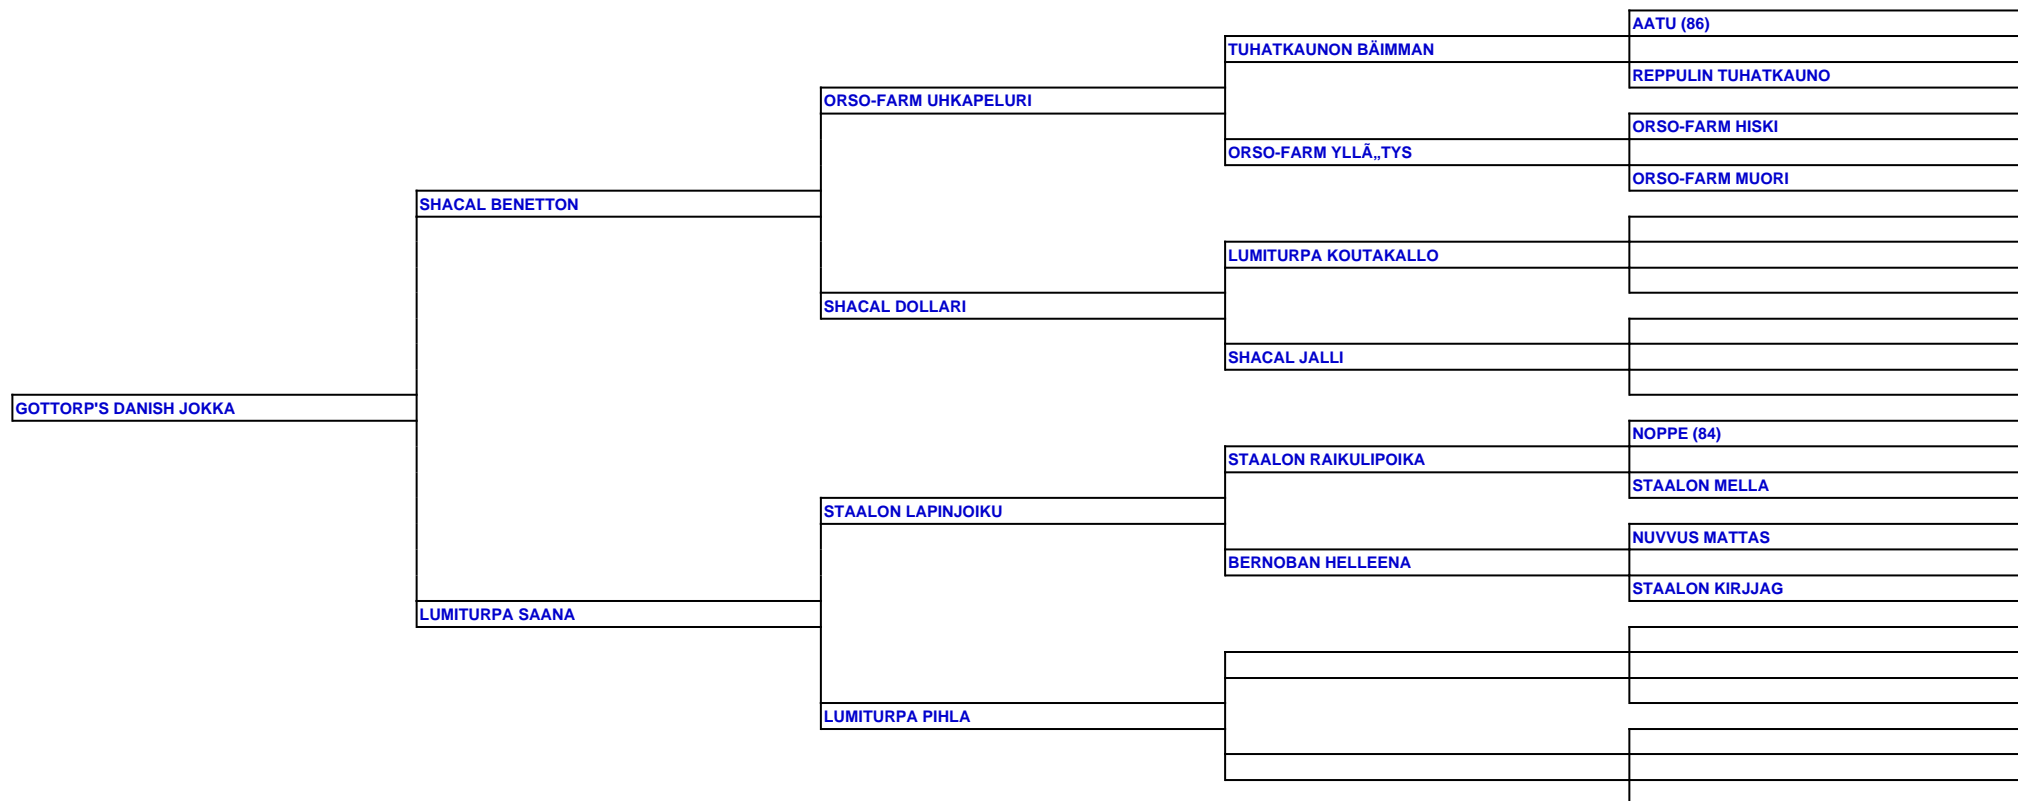 AATU (86)
TUHATKAUNON BÄIMMAN
REPPULIN TUHATKAUNO
ORSO-FARM UHKAPELURI
ORSO-FARM HISKI
ORSO-FARM YLLÃ„TYS
ORSO-FARM MUORI
SHACAL BENETTON
LUMITURPA KOUTAKALLO
SHACAL DOLLARI
SHACAL JALLI
GOTTORP'S DANISH JOKKA
NOPPE (84)
STAALON RAIKULIPOIKA
STAALON MELLA
STAALON LAPINJOIKU
NUVVUS MATTAS
BERNOBAN HELLEENA
STAALON KIRJJAG
LUMITURPA SAANA
LUMITURPA PIHLA